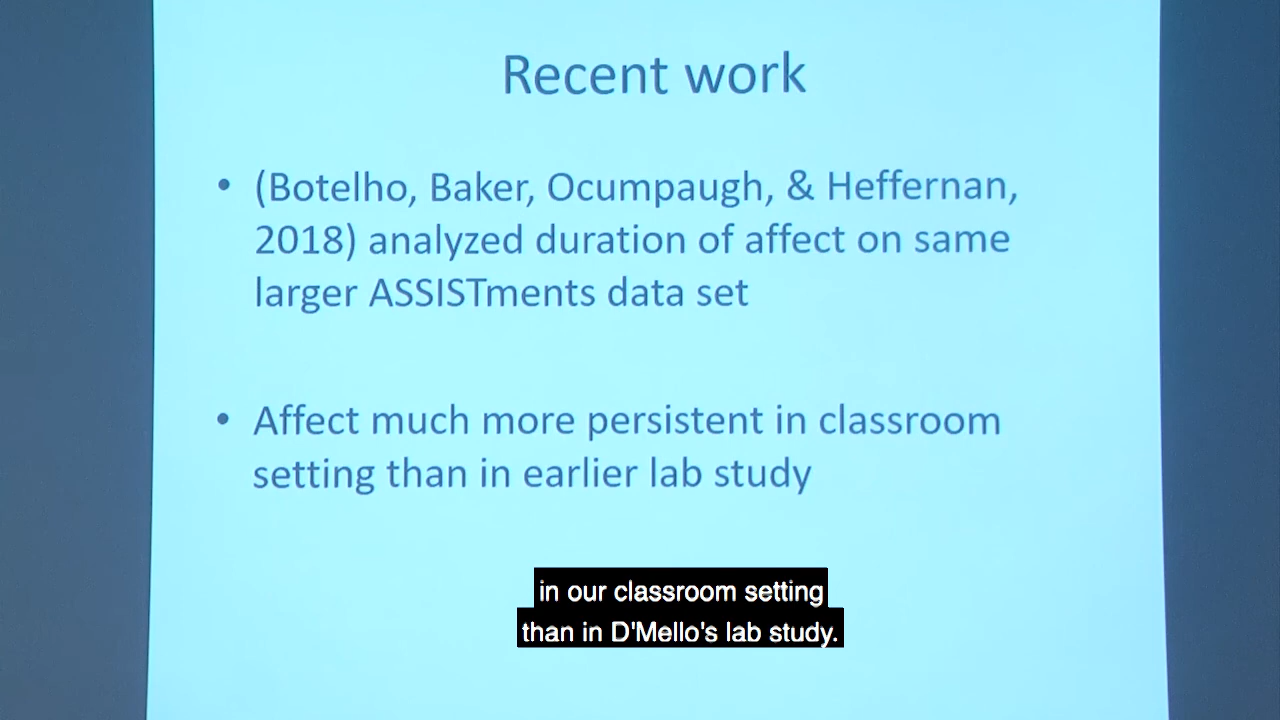 Recent work
• (Botelho, Baker, Ocumpaugh, & Heffernan,
2018) analyzed duration of affect on same
larger ASSISTments data set
• Affect much more persistent in classroom
setting than in earlier lab study
in our classroom setting
than in D'Mello's lab study.